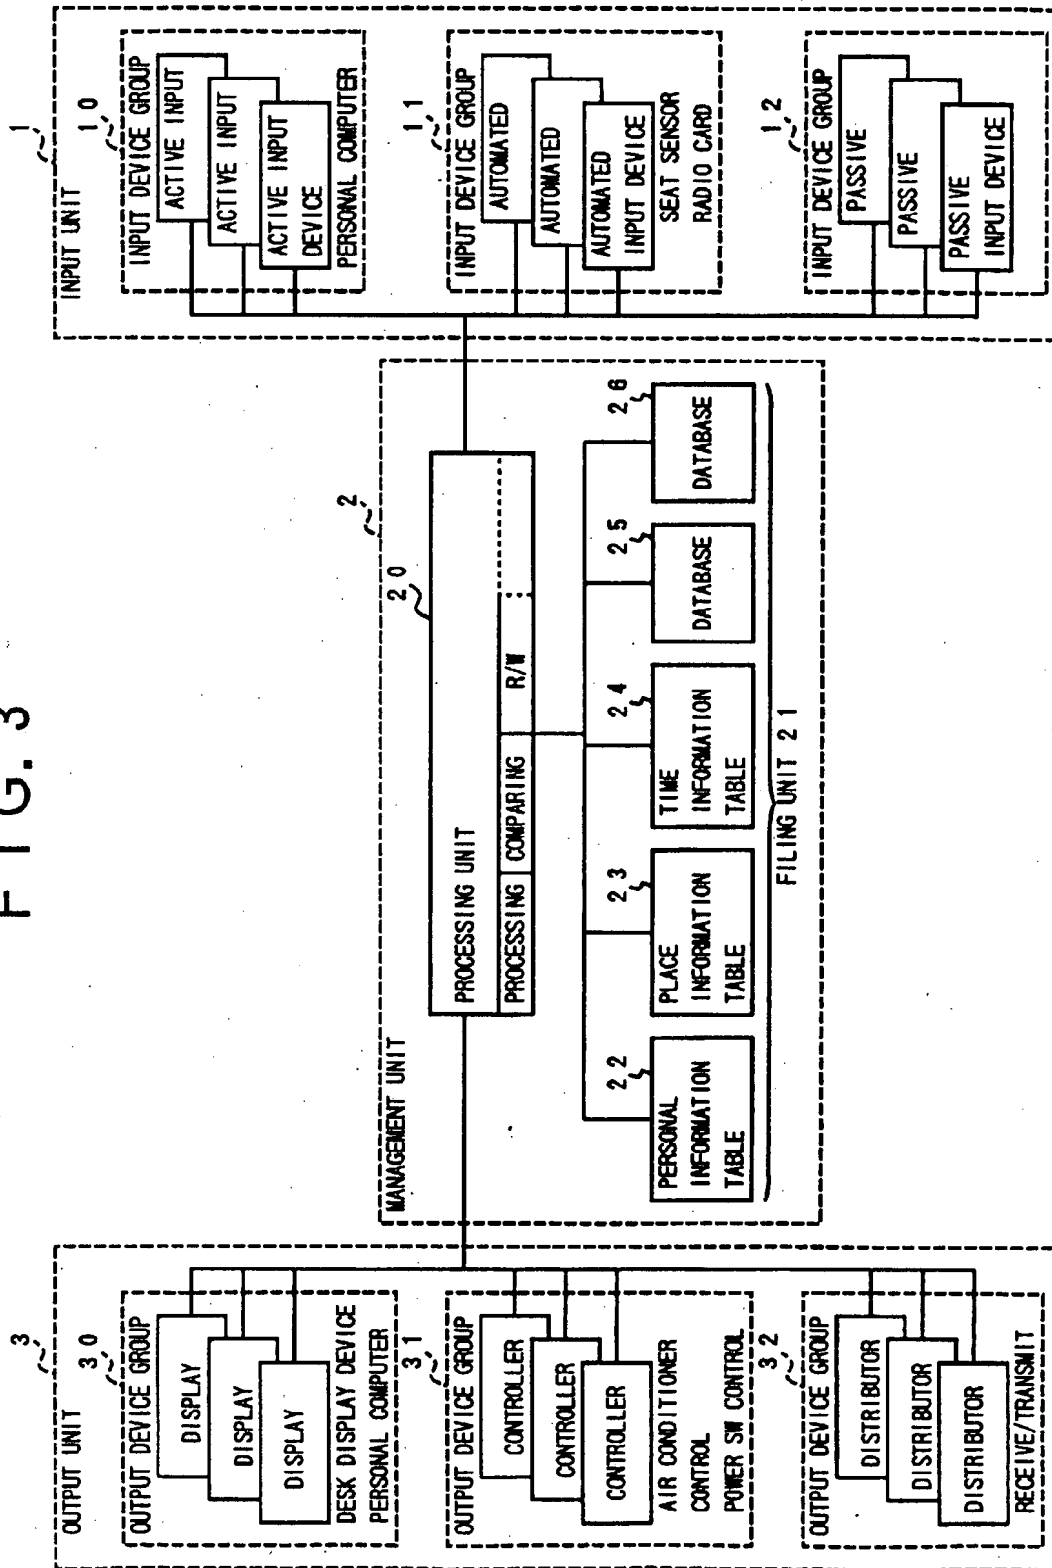 FIG. 3
3
OUTPUT UNIT
30
OUTPUT DEVICE GROUP
DISPLAY
DISPLAY
DISPLAY
DESK DISPLAY DEVICE
PERSONAL COMPUTER
31
OUTPUT DEVICE GROUP
CONTROLLER
CONTROLLER
CONTROLLER
AIR CONDITIONER
CONTROL
POWER SW CONTROL
32
OUTPUT DEVICE GROUP
DISTRIBUTOR
DISTRIBUTOR
DISTRIBUTOR
RECEIVE/TRANSMIT
2
MANAGEMENT UNIT
20
PROCESSING UNIT
PROCESSING
COMPARING
R/W
22
PERSONAL
INFORMATION
TABLE
23
PLACE
INFORMATION
TABLE
24
TIME
INFORMATION
TABLE
25
DATABASE
26
DATABASE
FILING UNIT 21
1
INPUT UNIT
10
INPUT DEVICE GROUP
ACTIVE INPUT
ACTIVE INPUT
ACTIVE INPUT
DEVICE
PERSONAL COMPUTER
11
INPUT DEVICE GROUP
AUTOMATED
AUTOMATED
AUTOMATED
INPUT DEVICE
SEAT SENSOR
RADIO CARD
12
INPUT DEVICE GROUP
PASSIVE
PASSIVE
PASSIVE
INPUT DEVICE